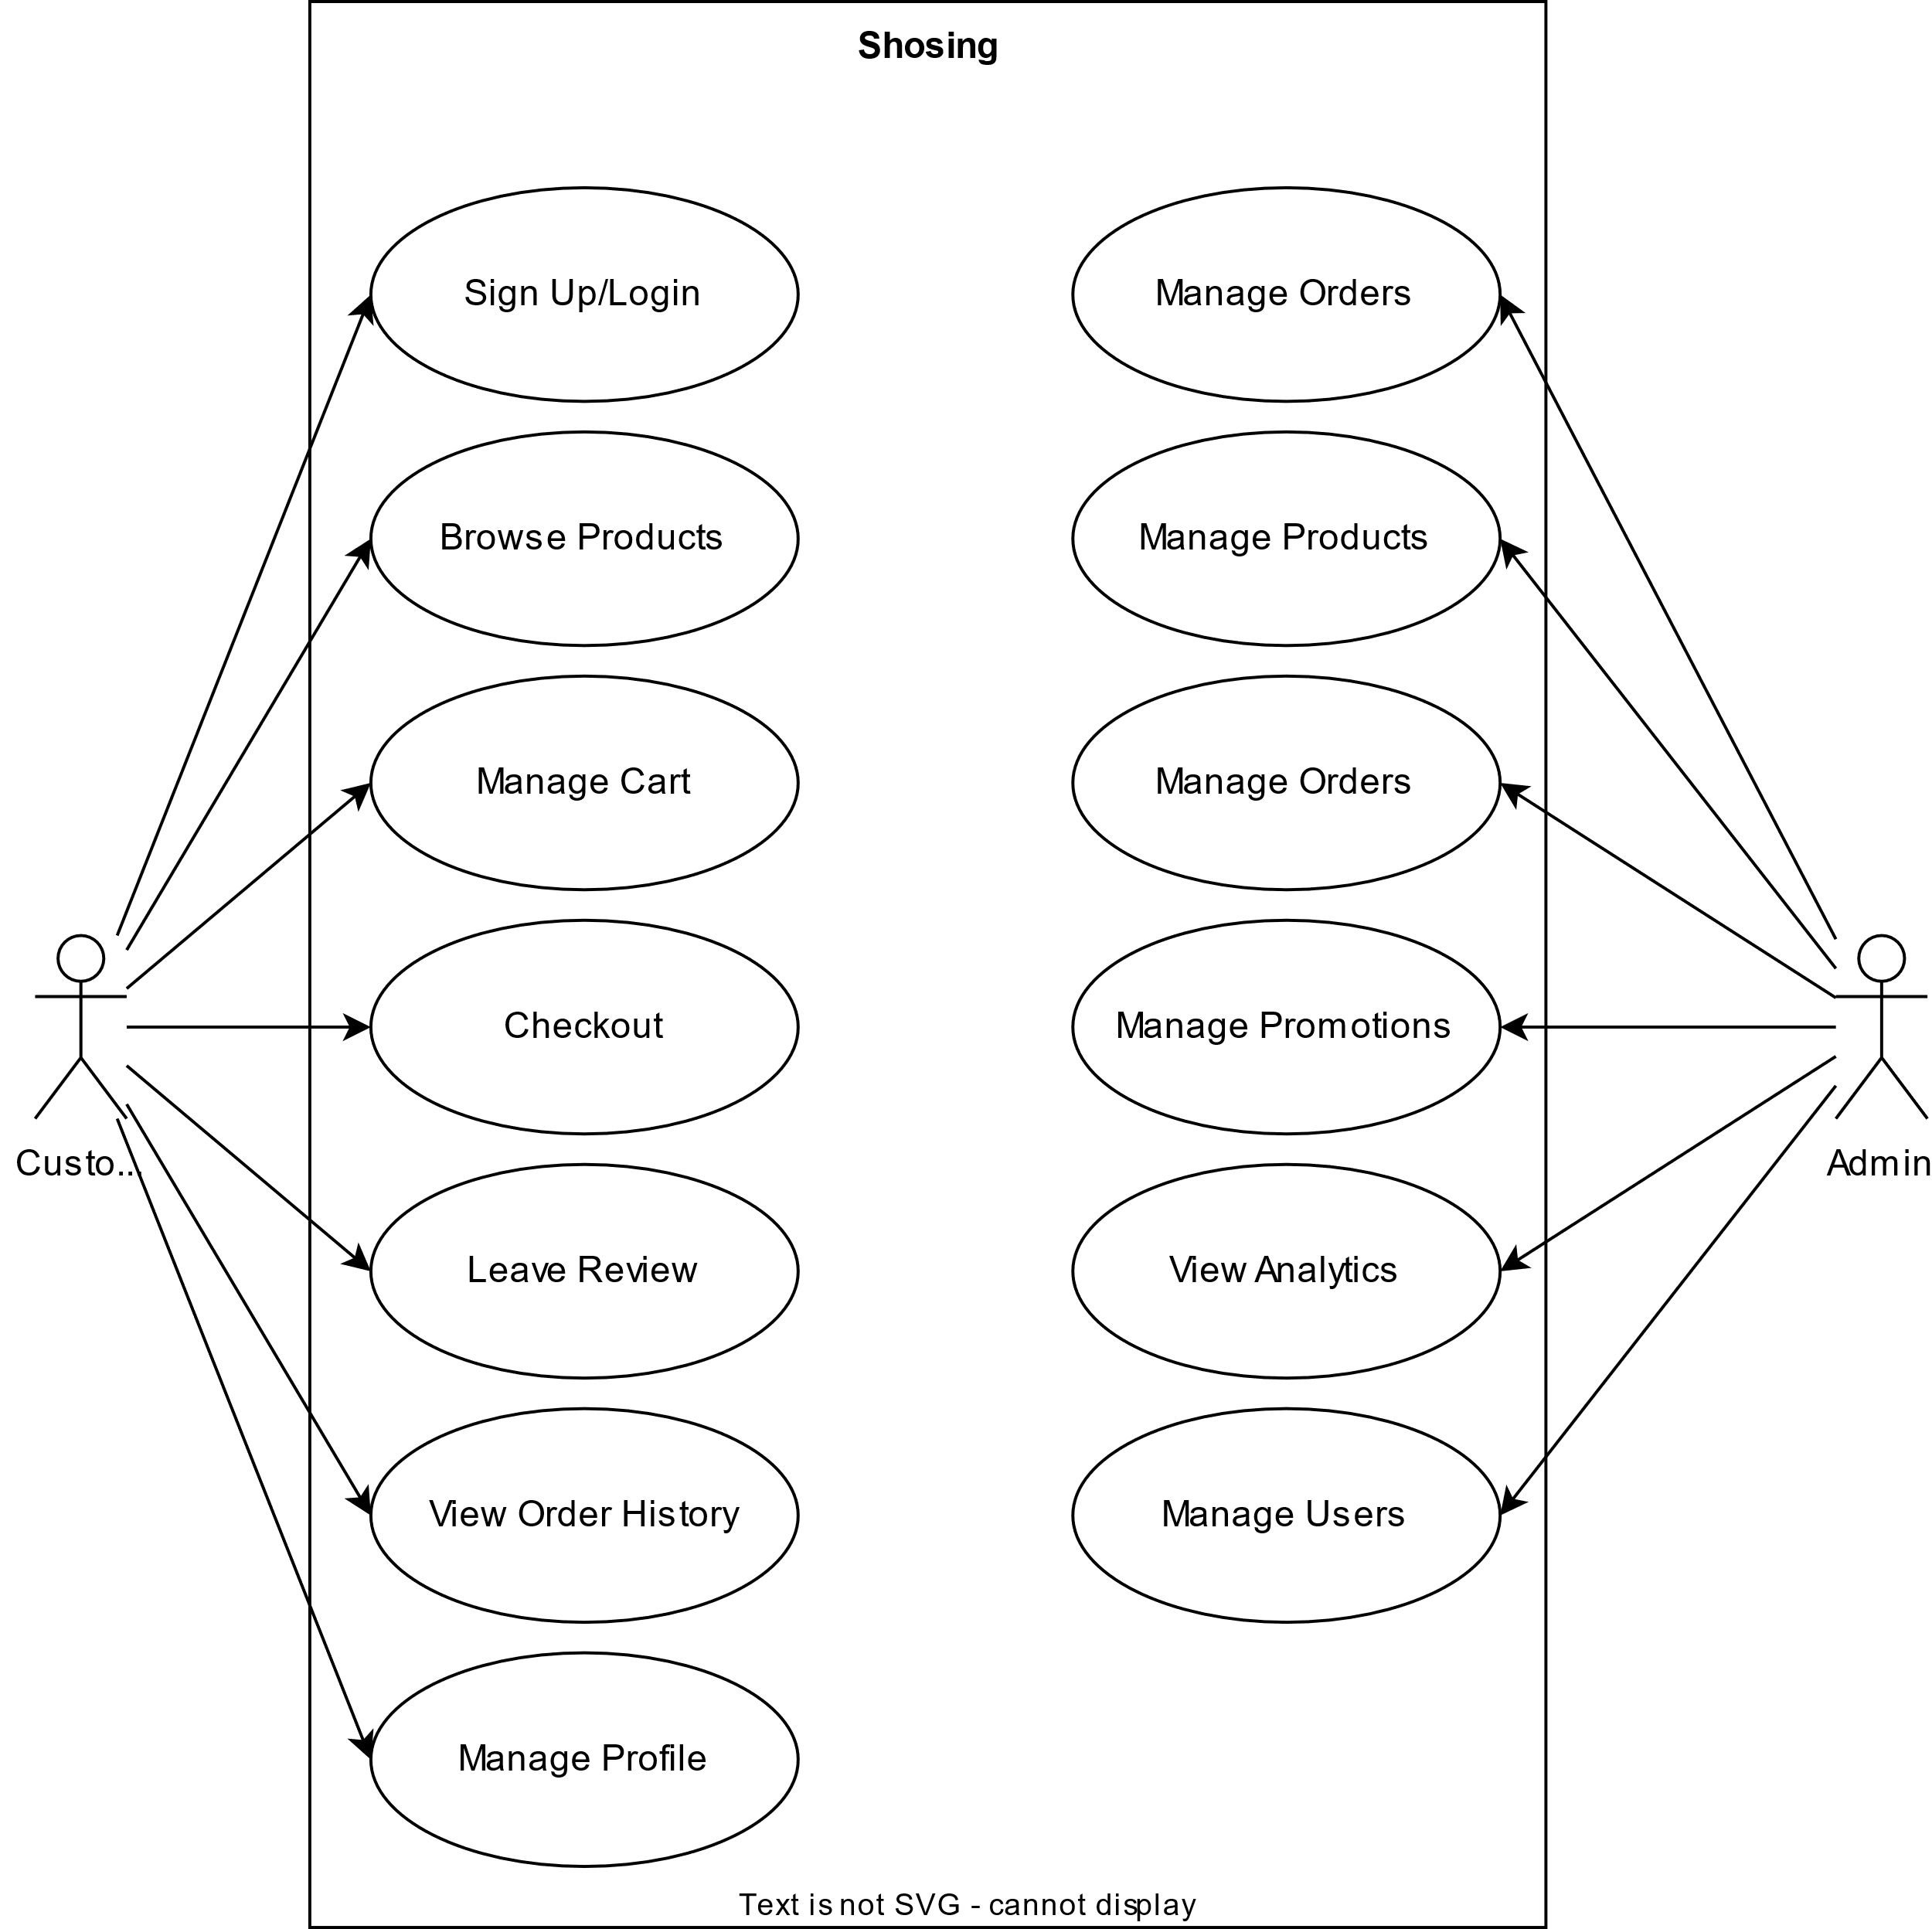 Shosing
Sign Up/Login
Browse Products
Manage Cart
Checkout
Leave Review
View Order History
Manage Profile
Manage Orders
Manage Products
Manage Orders
Manage Promotions
View Analytics
Manage Users
Custo...
Admin
Text is not SVG - cannot display